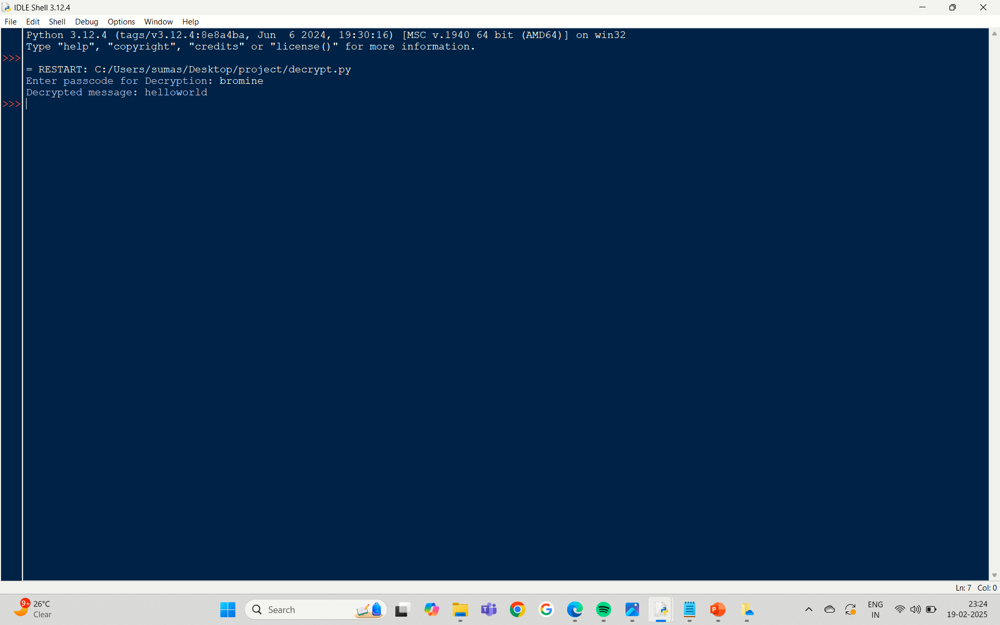 IDLE Shell 3.12.4
File Edit Shell Debug Options Window Help
Python 3.12.4 (tags/v3.12.4:8e8a4ba, Jun  6 2024, 19:30:16) [MSC v.1940 64 bit (AMD64)] on win32
Type "help", "copyright", "credits" or "license()" for more information.
>>>
= RESTART: C:/Users/sumas/Desktop/project/decrypt.py
Enter passcode for Decryption: bromine
Decrypted message: helloworld
>>>
Ln: 7 Col: 0
9+ 26°C
Clear
Search
ENG
IN
23:24
19-02-2025